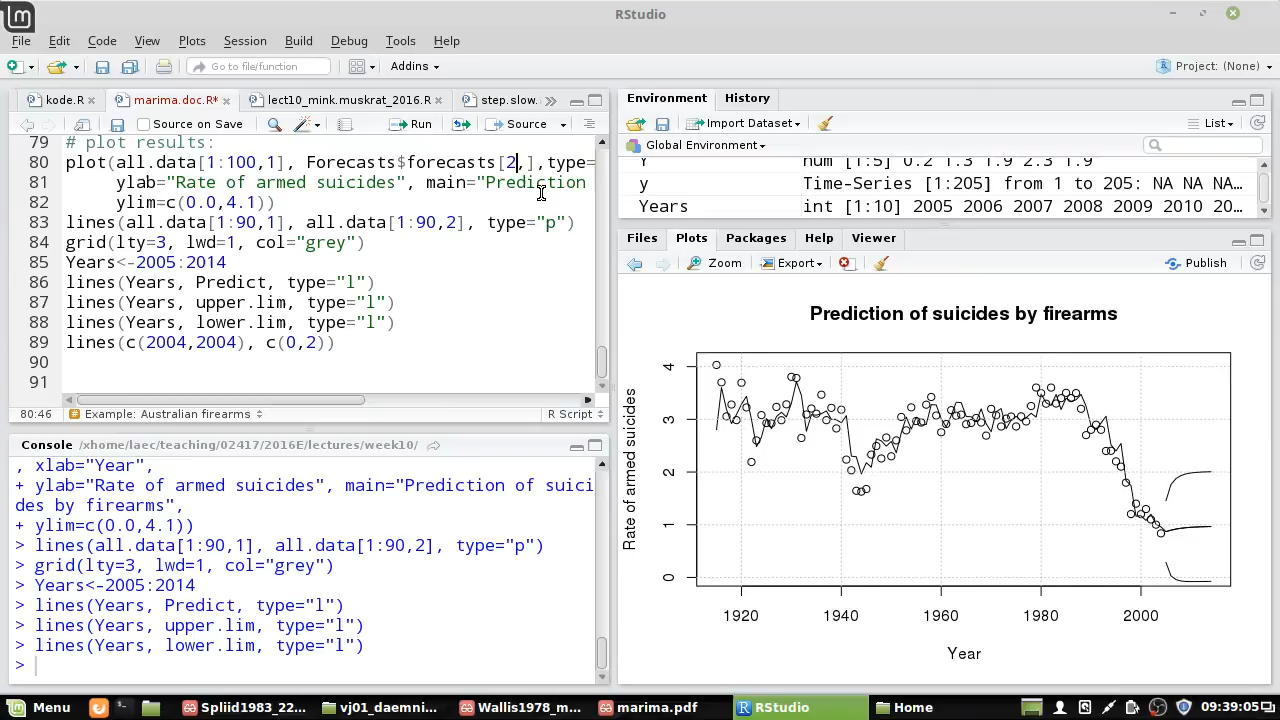 RStudio
File Edit Code View Plots Session Build Debug Tools Help
Go to file/function Addins Project: (None)
kode.R marima.doc.R* lect10_mink.muskrat_2016.R step.slow.
Source on Save Run Source
79 # plot results:
80 plot(all.data[1:100,1], Forecasts$forecasts[2,],type=
81 ylab="Rate of armed suicides", main="Prediction
82 ylim=c(0.0,4.1))
83 lines(all.data[1:90,1], all.data[1:90,2], type="p")
84 grid(lty=3, lwd=1, col="grey")
85 Years<-2005:2014
86 lines(Years, Predict, type="l")
87 lines(Years, upper.lim, type="l")
88 lines(Years, lower.lim, type="l")
89 lines(c(2004,2004), c(0,2))
90
91
80:46 # Example: Australian firearms R Script
Console /xhome/laec/teaching/02417/2016E/lectures/week10/
, xlab="Year",
+ ylab="Rate of armed suicides", main="Prediction of suici
des by firearms",
+ ylim=c(0.0,4.1))
> lines(all.data[1:90,1], all.data[1:90,2], type="p")
> grid(lty=3, lwd=1, col="grey")
> Years<-2005:2014
> lines(Years, Predict, type="l")
> lines(Years, upper.lim, type="l")
> lines(Years, lower.lim, type="l")
>
Environment History
Import Dataset List
Global Environment
Y num [1:5] 0.2 1.3 1.9 2.3 1.9
y Time-Series [1:205] from 1 to 205: NA NA NA…
Years int [1:10] 2005 2006 2007 2008 2009 2010 20…
Files Plots Packages Help Viewer
Zoom Export Publish
Prediction of suicides by firearms
Rate of armed suicides
4
3
2
1
0
1920 1940 1960 1980 2000
Year
Menu Spliid1983_22... vj01_daemni... Wallis1978_m... marima.pdf RStudio Home 09:39:05